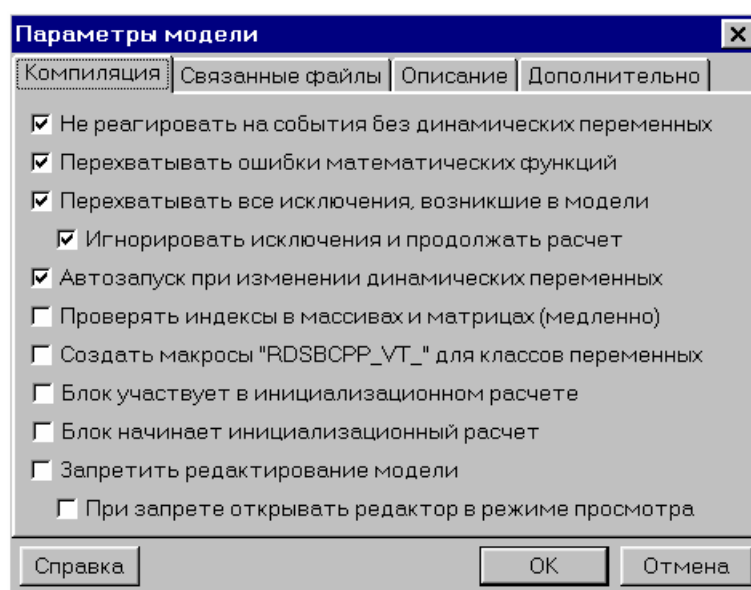 Параметры модели
Компиляция Связанные файлы Описание Дополнительно
Не реагировать на события без динамических переменных
Перехватывать ошибки математических функций
Перехватывать все исключения, возникшие в модели
Игнорировать исключения и продолжать расчет
Автозапуск при изменении динамических переменных
Проверять индексы в массивах и матрицах (медленно)
Создать макросы "RDSBCPP_VT_" для классов переменных
Блок участвует в инициализационном расчете
Блок начинает инициализационный расчет
Запретить редактирование модели
При запрете открывать редактор в режиме просмотра
Справка OK Отмена